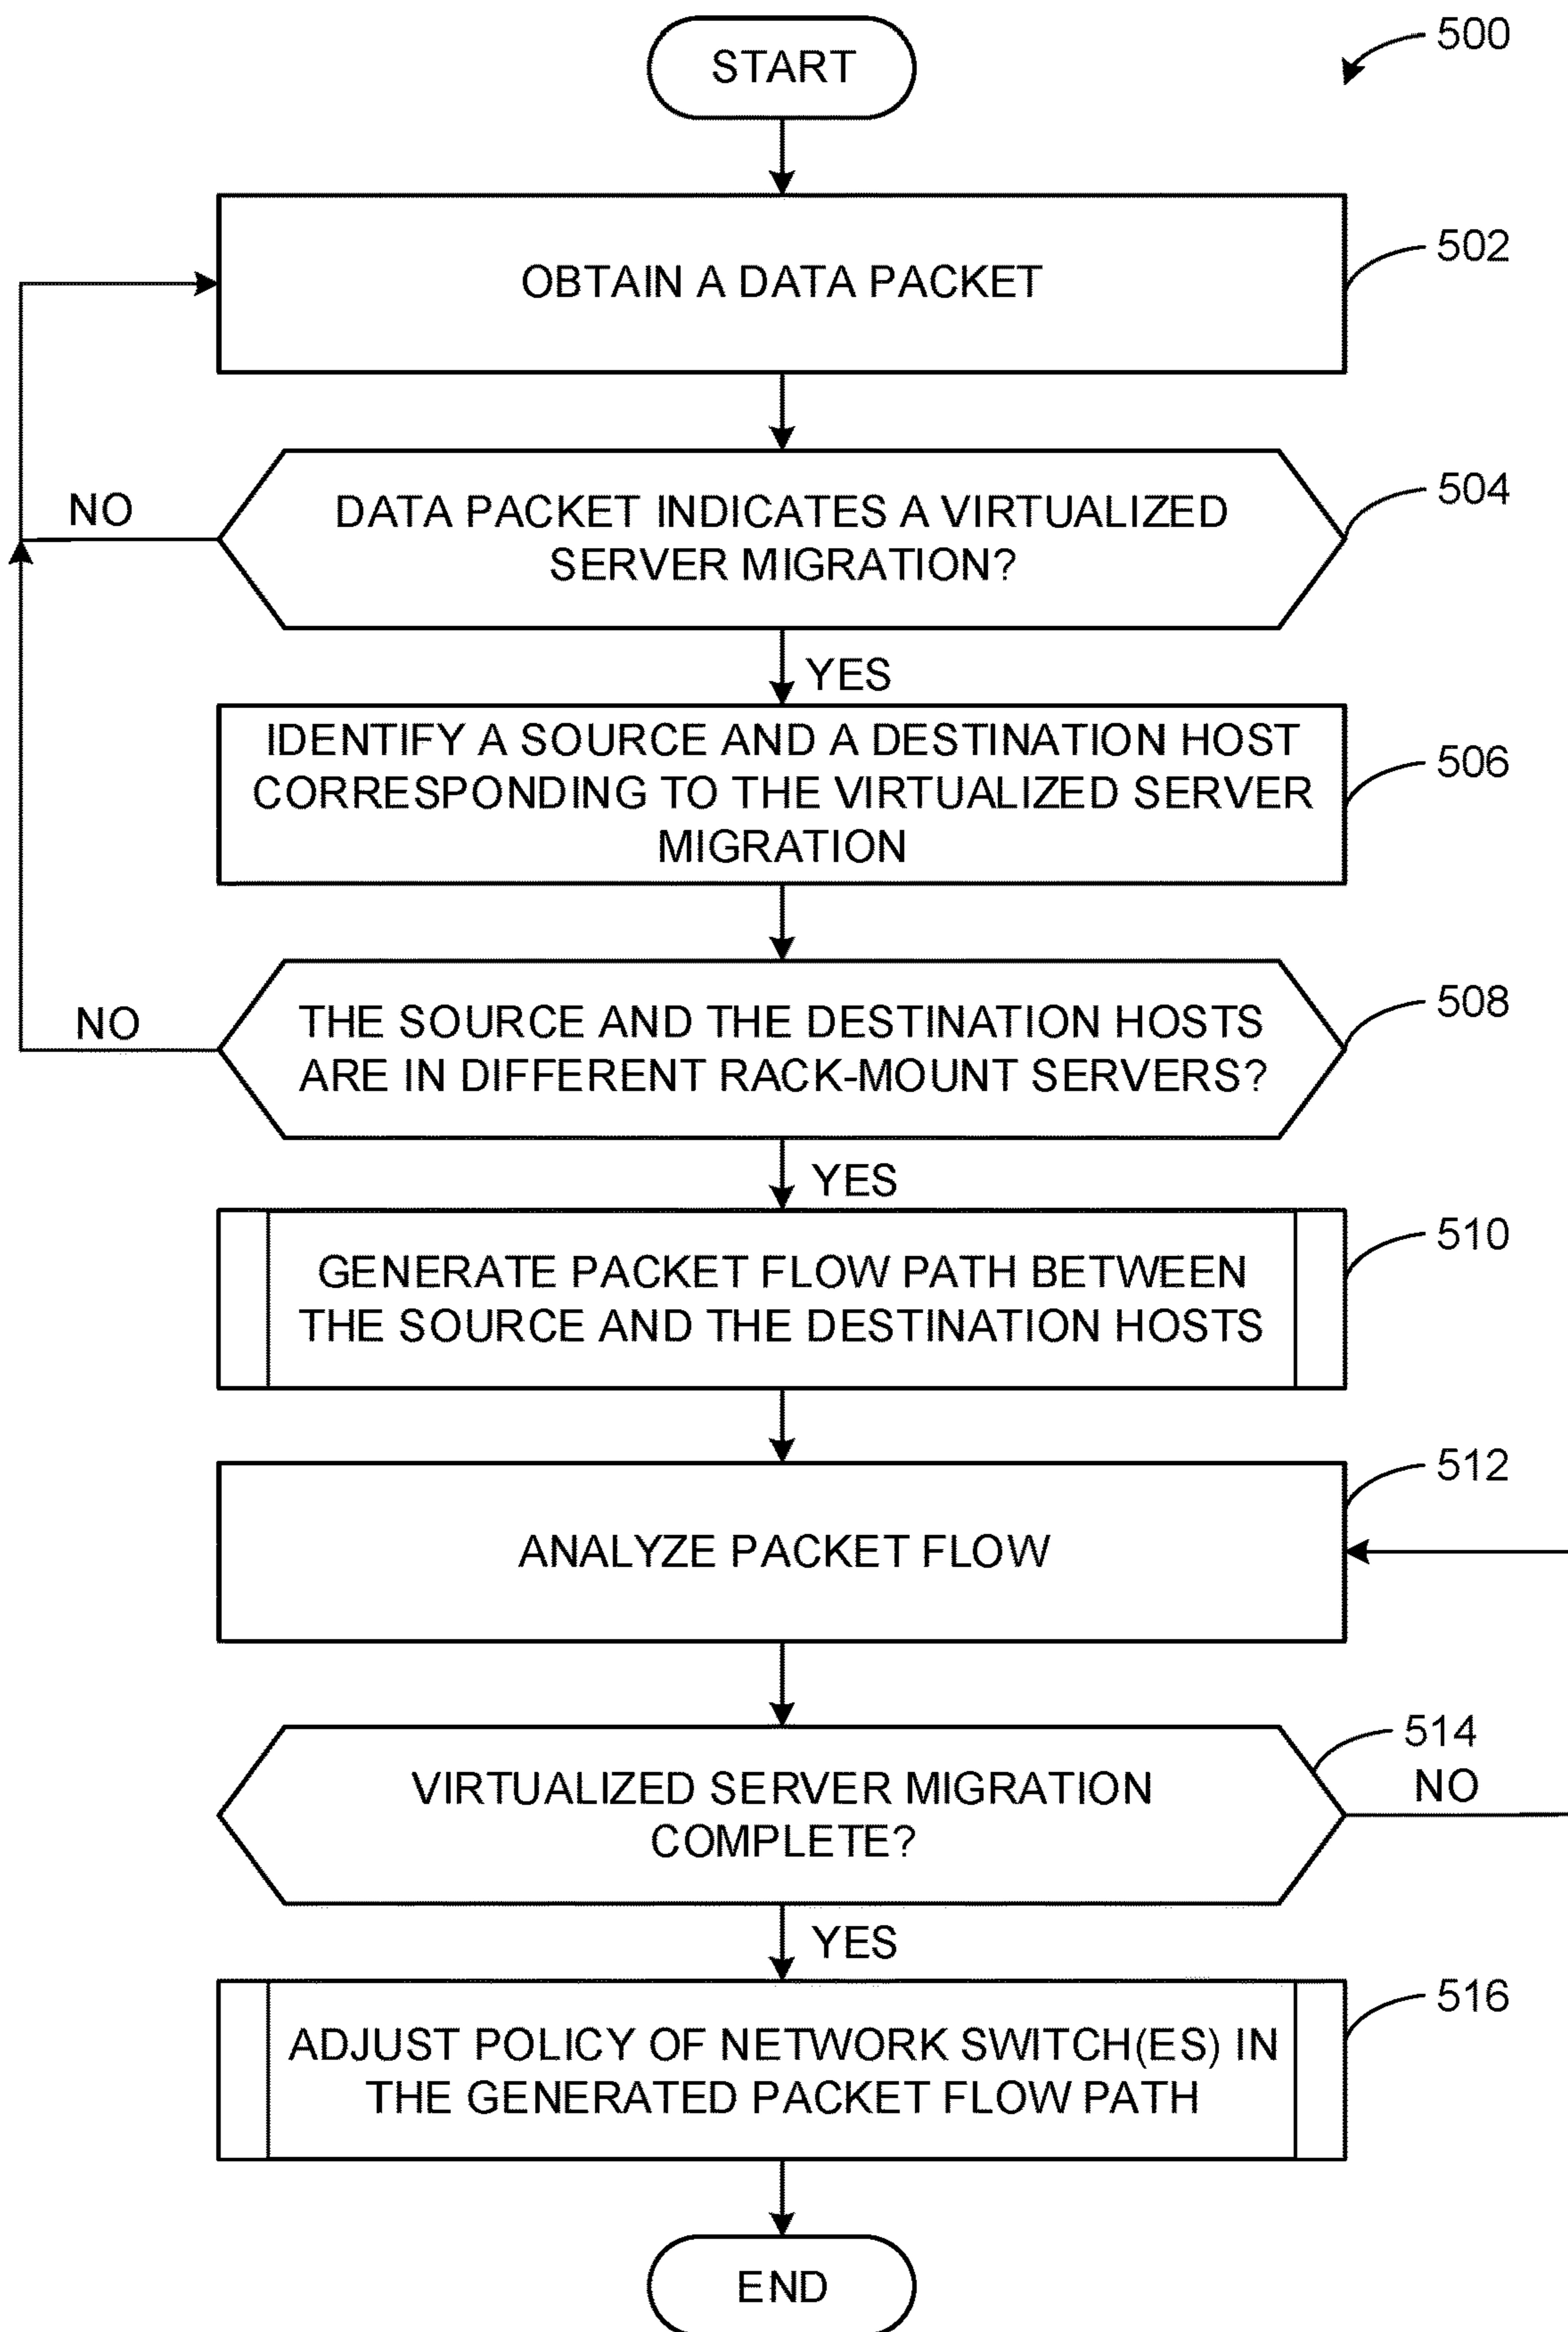 START
500
OBTAIN A DATA PACKET
502
DATA PACKET INDICATES A VIRTUALIZED
SERVER MIGRATION?
504
NO
YES
IDENTIFY A SOURCE AND A DESTINATION HOST
CORRESPONDING TO THE VIRTUALIZED SERVER
MIGRATION
506
THE SOURCE AND THE DESTINATION HOSTS
ARE IN DIFFERENT RACK-MOUNT SERVERS?
508
NO
YES
GENERATE PACKET FLOW PATH BETWEEN
THE SOURCE AND THE DESTINATION HOSTS
510
ANALYZE PACKET FLOW
512
VIRTUALIZED SERVER MIGRATION
COMPLETE?
514
NO
YES
ADJUST POLICY OF NETWORK SWITCH(ES) IN
THE GENERATED PACKET FLOW PATH
516
END